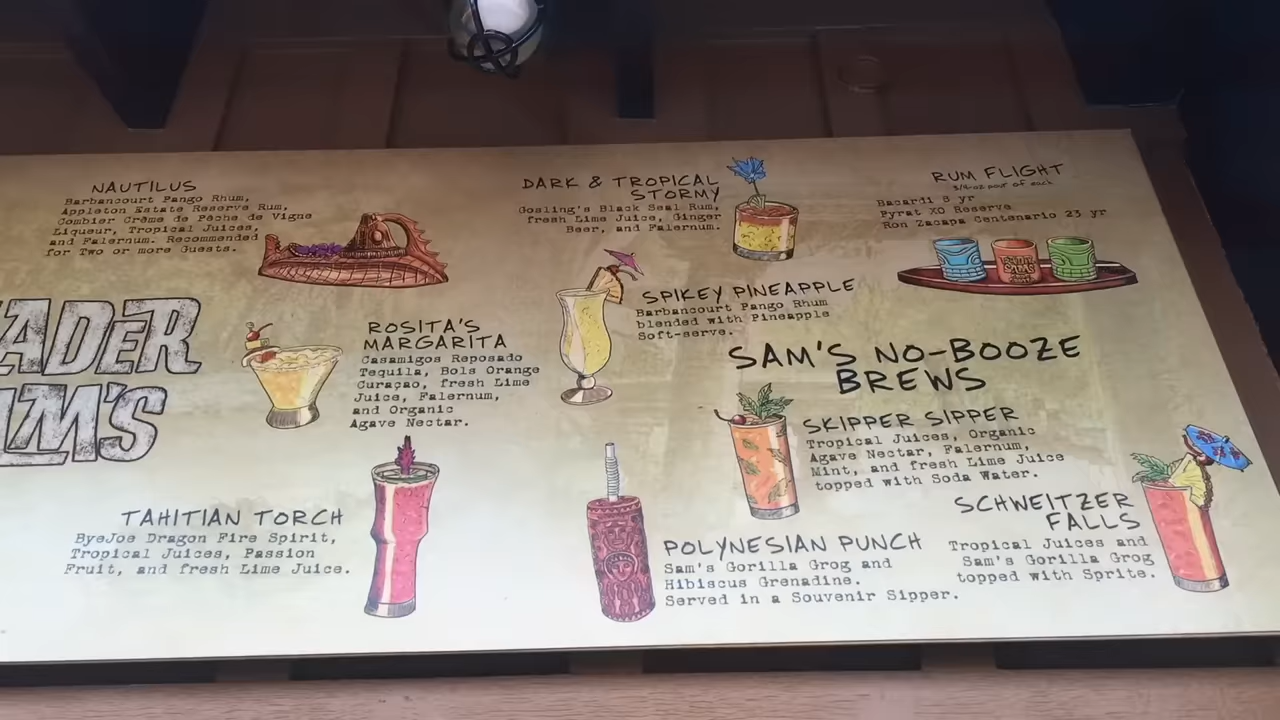 NAUTILUS
Barbancourt Pango Rhum,
Appleton Estate Reserve Rum,
Combier Crème de Pêche de Vigne
Liqueur, Tropical Juices,
and Falernum. Recommended
for Two or more Guests.
ADER
AM'S
ROSITA'S
MARGARITA
Casamigos Reposado
Tequila, Bols Orange
Curaçao, fresh Lime
Juice, Falernum,
and Organic
Agave Nectar.
TAHITIAN TORCH
ByeJoe Dragon Fire Spirit,
Tropical Juices, Passion
Fruit, and fresh Lime Juice.
DARK & TROPICAL
STORMY
Gosling's Black Seal Rum,
fresh Lime Juice, Ginger
Beer, and Falernum.
SPIKEY PINEAPPLE
Barbancourt Pango Rhum
blended with Pineapple
Soft-serve.
RUM FLIGHT
3/4-oz pour of each
Bacardi 8 yr
Pyrat XO Reserve
Ron Zacapa Centenario 23 yr
TRADER
SAM'S
SAM'S NO-BOOZE
BREWS
SKIPPER SIPPER
Tropical Juices, Organic
Agave Nectar, Falernum,
Mint, and fresh Lime Juice
topped with Soda Water.
SCHWEITZER
FALLS
Tropical Juices and
Sam's Gorilla Grog
topped with Sprite.
POLYNESIAN PUNCH
Sam's Gorilla Grog and
Hibiscus Grenadine.
Served in a Souvenir Sipper.